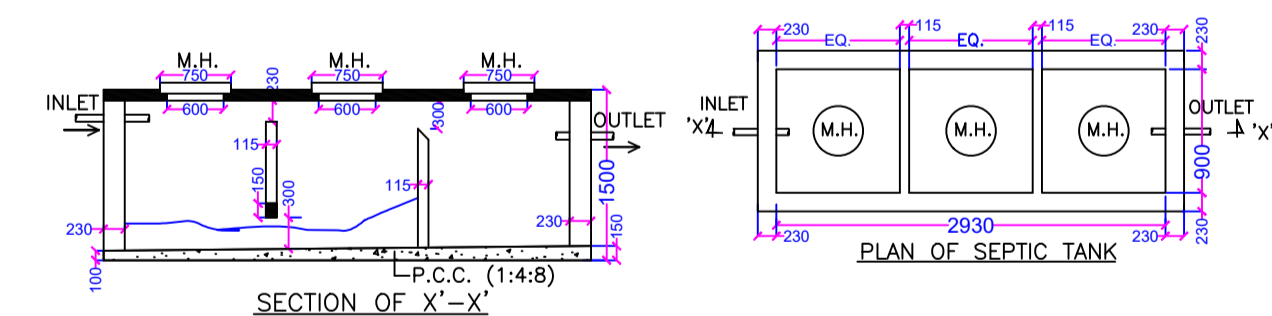 M.H. M.H. M.H.
750 230 750 750
INLET 600 600 300 600 OUTLET
115
150 300 115 1500
230 230 150
100
P.C.C. (1:4:8)
SECTION OF X'-X'
230 115 115 230 230
EQ. EQ. EQ.
INLET OUTLET
'X' M.H. M.H. M.H. 'X'
900
2930
230 230 230
PLAN OF SEPTIC TANK